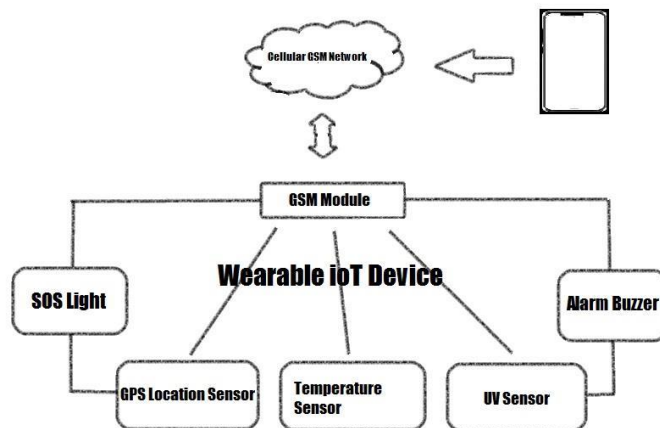 Cellular GSM Network
GSM Module
Wearable ioT Device
SOS Light
Alarm Buzzer
GPS Location Sensor
Temperature
Sensor
UV Sensor